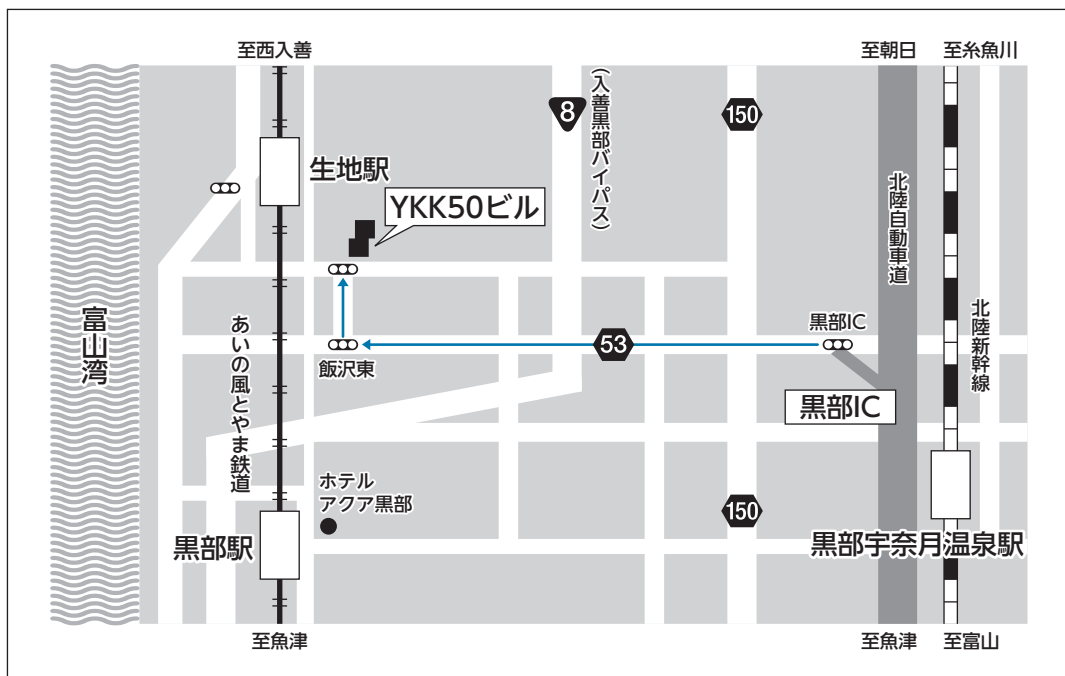 至西入善
至朝日
至糸魚川
8
(入善黒部バイパス)
150
生地駅
YKK50ビル
北陸自動車道
富山湾
あいの風とやま鉄道
飯沢東
53
黒部IC
北陸新幹線
黒部IC
ホテル
アクア黒部
150
黒部駅
黒部宇奈月温泉駅
至魚津
至魚津
至富山